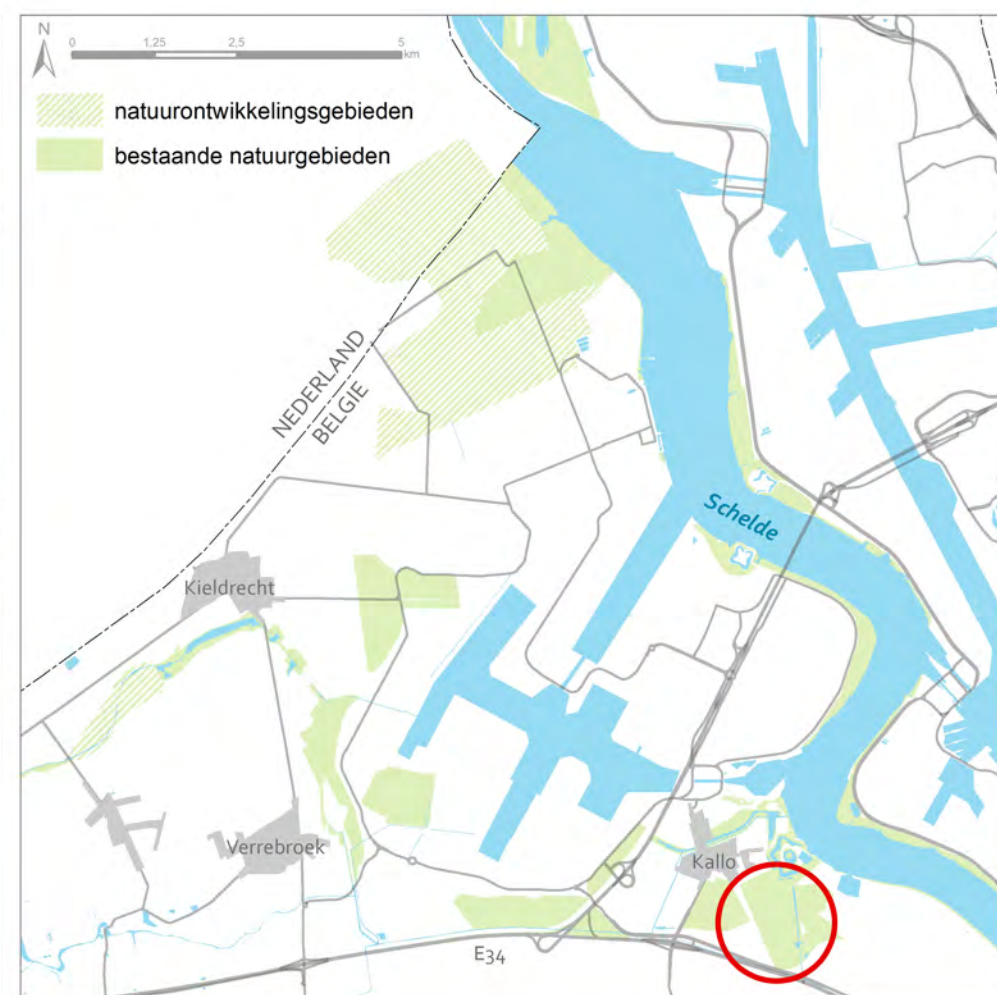 N
0 1,25 2,5 5
km
natuurontwikkelingsgebieden
bestaande natuurgebieden
NEDERLAND
BELGIE
Schelde
Kieldrecht
Verrebroek
Kallo
E34